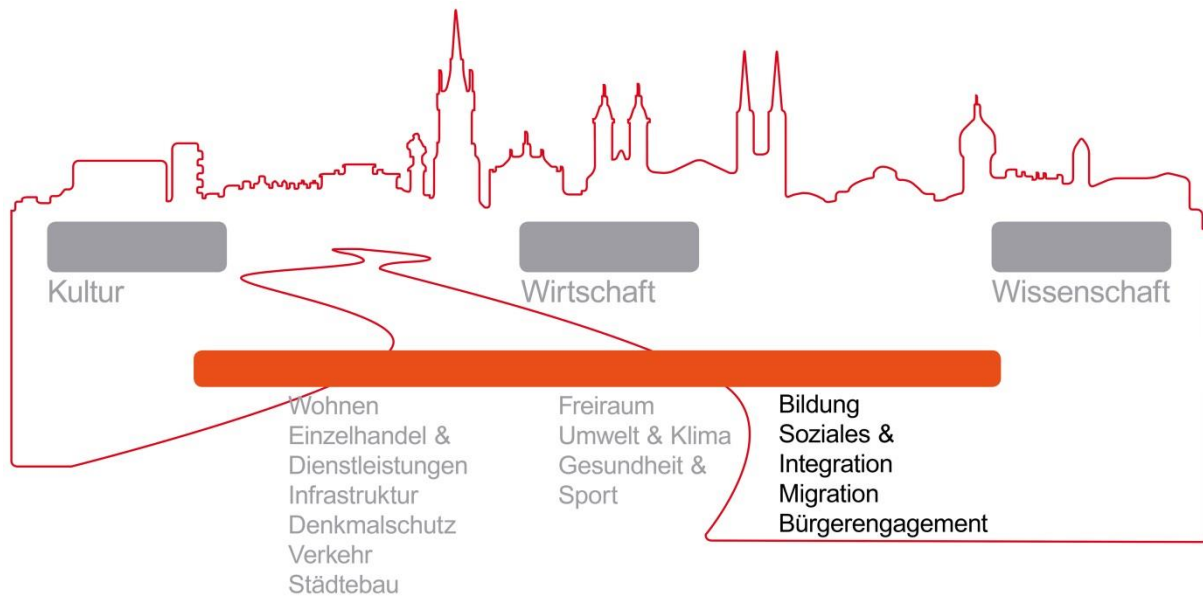 Kultur
Wirtschaft
Wissenschaft
Wohnen
Einzelhandel &
Dienstleistungen
Infrastruktur
Denkmalschutz
Verkehr
Städtebau
Freiraum
Umwelt & Klima
Gesundheit &
Sport
Bildung
Soziales &
Integration
Migration
Bürgerengagement